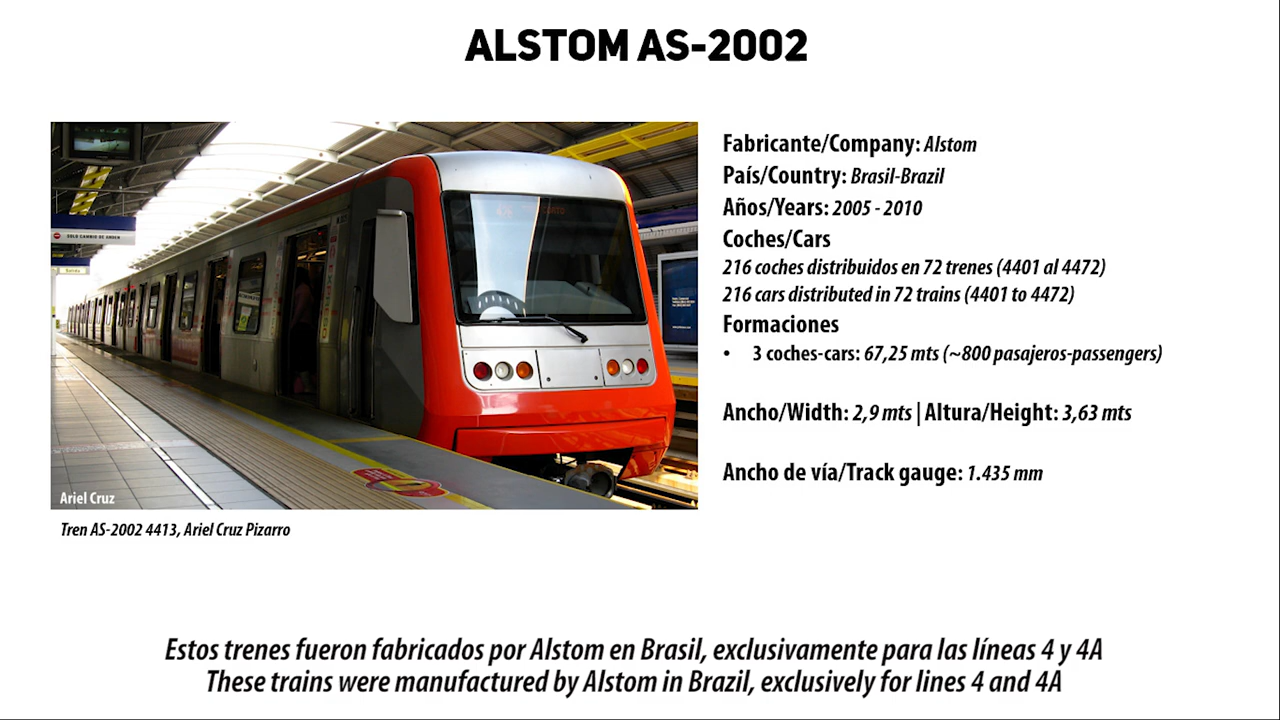 ALSTOM AS-2002
SOLO CAMBIO DE ANDEN
Ariel Cruz
Tren AS-2002 4413, Ariel Cruz Pizarro
Fabricante/Company: Alstom
País/Country: Brasil-Brazil
Años/Years: 2005 - 2010
Coches/Cars
216 coches distribuidos en 72 trenes (4401 al 4472)
216 cars distributed in 72 trains (4401 to 4472)
Formaciones
• 3 coches-cars: 67,25 mts (~800 pasajeros-passengers)
Ancho/Width: 2,9 mts | Altura/Height: 3,63 mts
Ancho de vía/Track gauge: 1.435 mm
Estos trenes fueron fabricados por Alstom en Brasil, exclusivamente para las líneas 4 y 4A
These trains were manufactured by Alstom in Brazil, exclusively for lines 4 and 4A